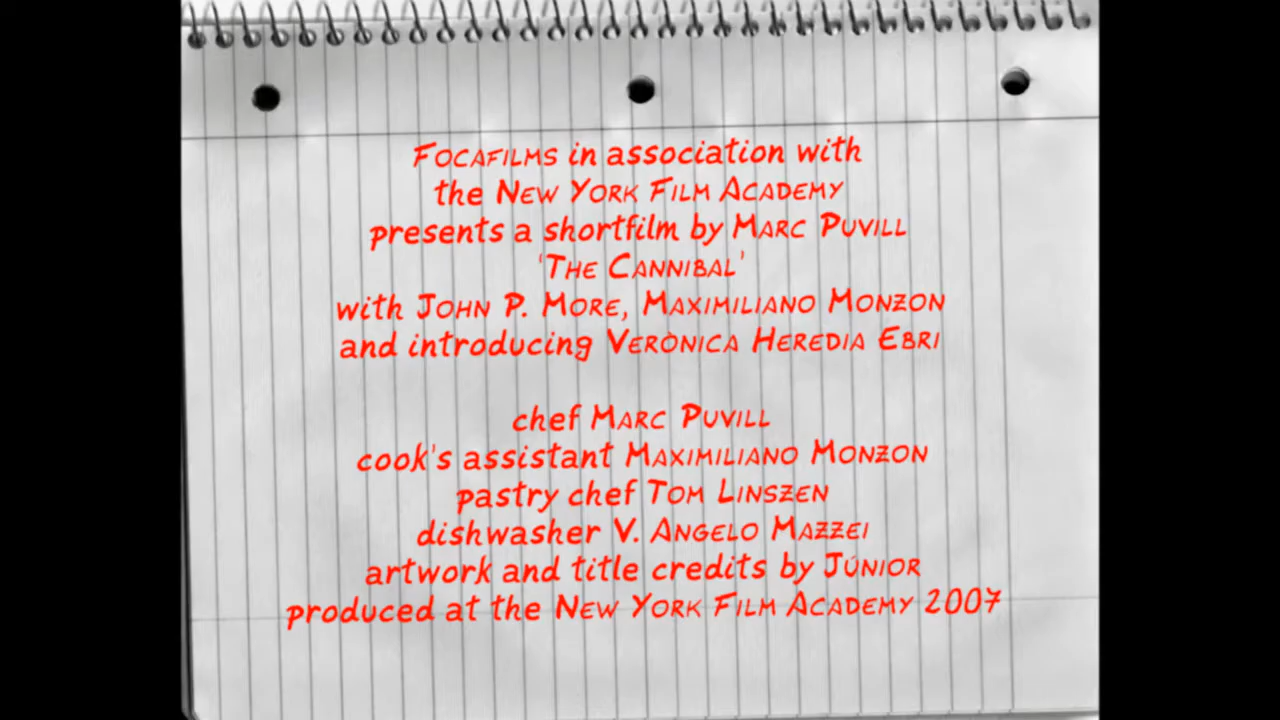 FOCAFILMS in association with
the NEW YORK FILM ACADEMY
presents a shortfilm by MARC PUVILL
'THE CANNIBAL'
with JOHN P. MORE, MAXIMILIANO MONZON
and introducing VERÒNICA HEREDIA EBRI
chef MARC PUVILL
cook's assistant MAXIMILIANO MONZON
pastry chef TOM LINSZEN
dishwasher V. ANGELO MAZZEI
artwork and title credits by JÚNIOR
produced at the NEW YORK FILM ACADEMY 2007